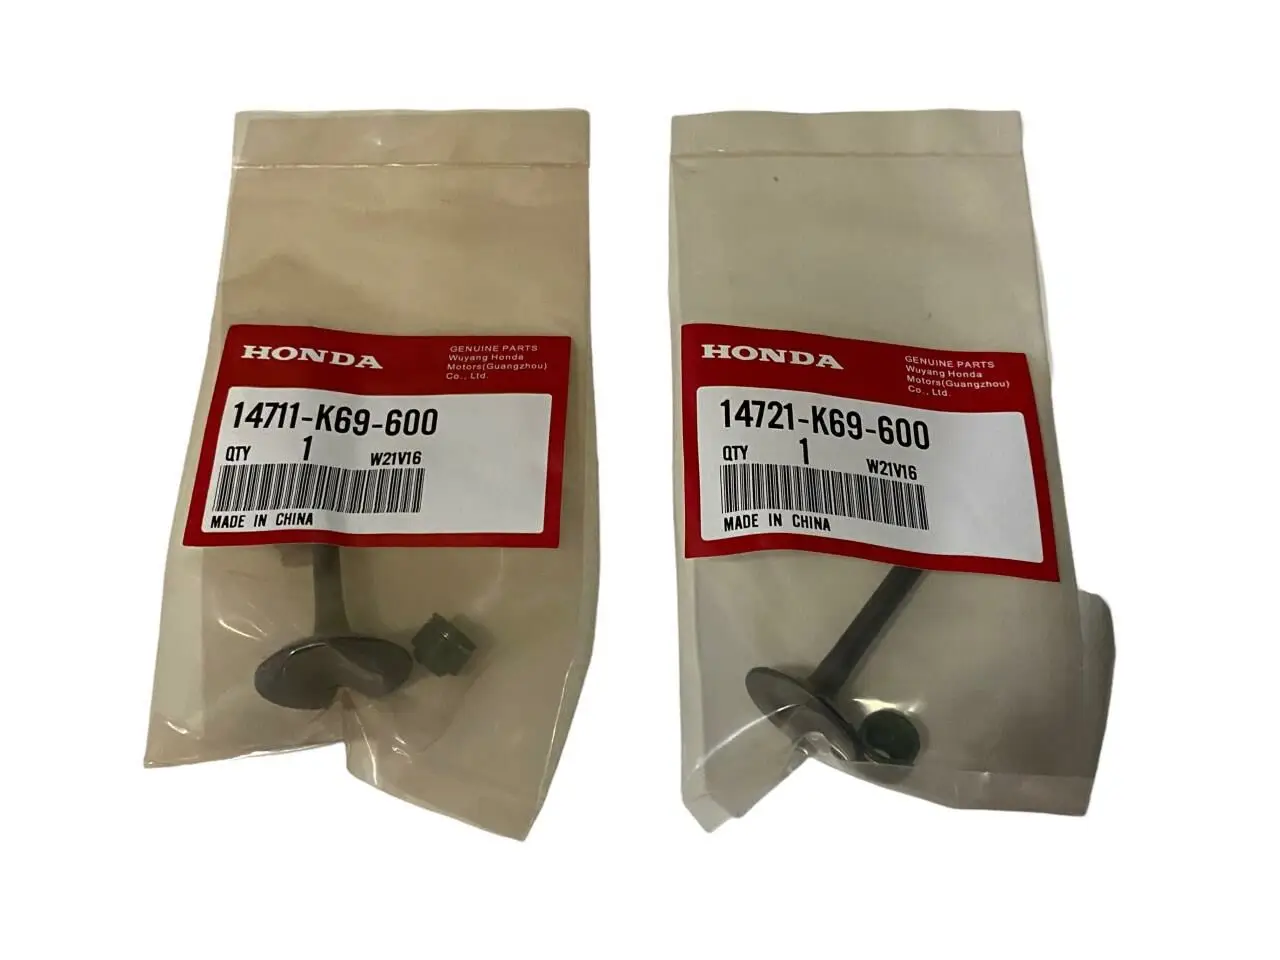 HONDA
GENUINE PARTS
Wuyang Honda
Motors(Guangzhou)
Co., Ltd.
14711-K69-600
QTY 1 W21V16
MADE IN CHINA
HONDA
GENUINE PARTS
Wuyang Honda
Motors(Guangzhou)
Co., Ltd.
14721-K69-600
QTY 1 W21V16
MADE IN CHINA